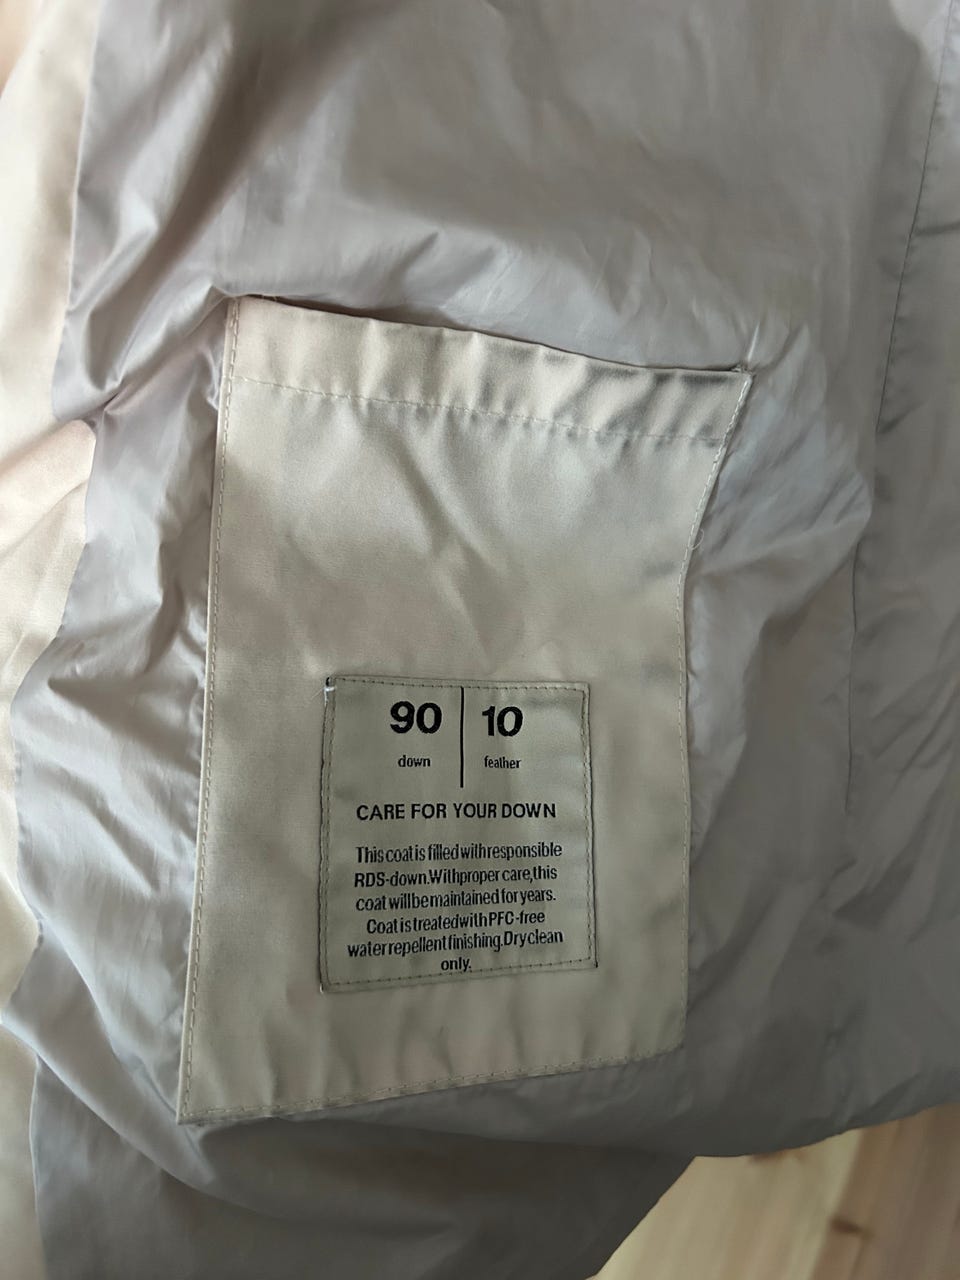 90 | 10
down feather
CARE FOR YOUR DOWN
This coat is filled with responsible
RDS-down. With proper care, this
coat will be maintained for years.
Coat is treated with PFC-free
water repellent finishing. Dry clean
only.